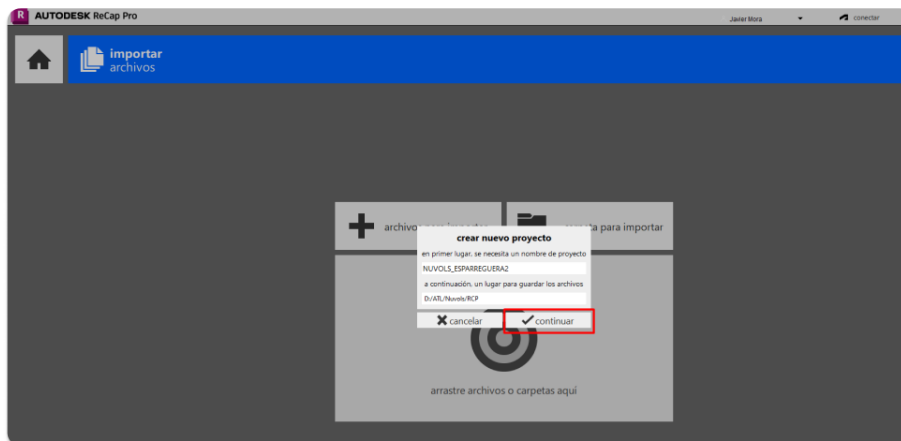 R AUTODESK ReCap Pro
Javier Mora
conectar
importar
archivos
archivo
ta para importar
crear nuevo proyecto
en primer lugar, se necesita un nombre de proyecto
NUVOLS_ESPARREGUERA2
a continuación, un lugar para guardar los archivos
D:/ATL/Nuvols/RCP
cancelar
continuar
arrastre archivos o carpetas aquí